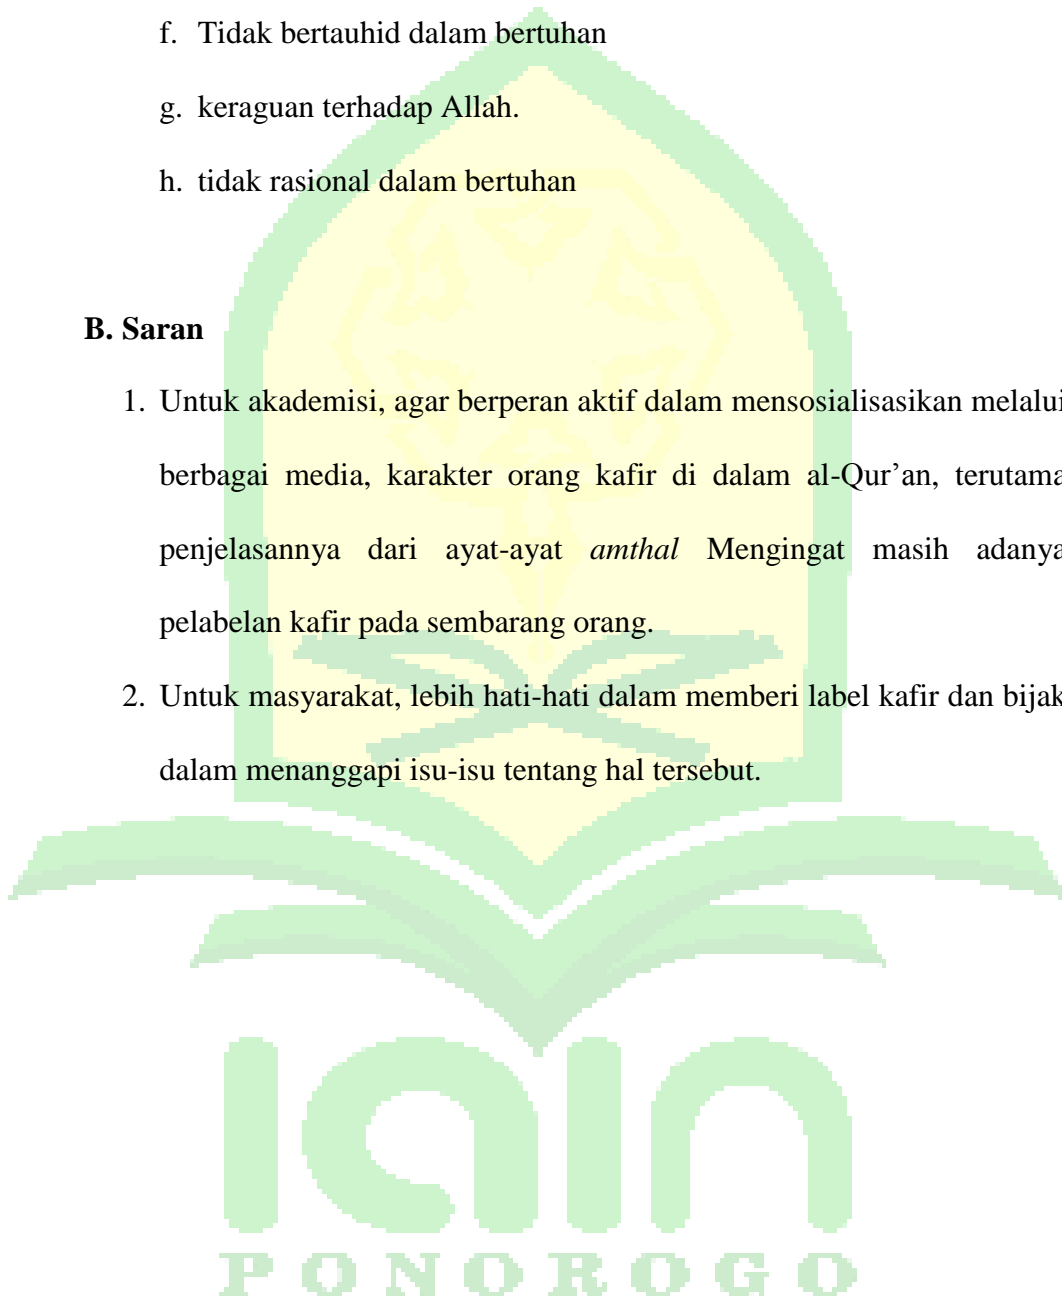 f. Tidak bertauhid dalam bertuhan
g. keraguan terhadap Allah.
h. tidak rasional dalam bertuhan
B. Saran
1. Untuk akademisi, agar berperan aktif dalam mensosialisasikan melalui
berbagai media, karakter orang kafir di dalam al-Qur’an, terutama
penjelasannya dari ayat-ayat amthal Mengingat masih adanya
pelabelan kafir pada sembarang orang.
2. Untuk masyarakat, lebih hati-hati dalam memberi label kafir dan bijak
dalam menanggapi isu-isu tentang hal tersebut.
iain
PONOROGO